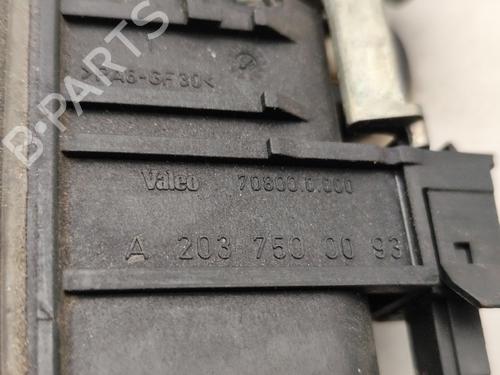 >PA6-GF30<
B-PARTS
Valeo 70800.0.000
A 203 750 00 93